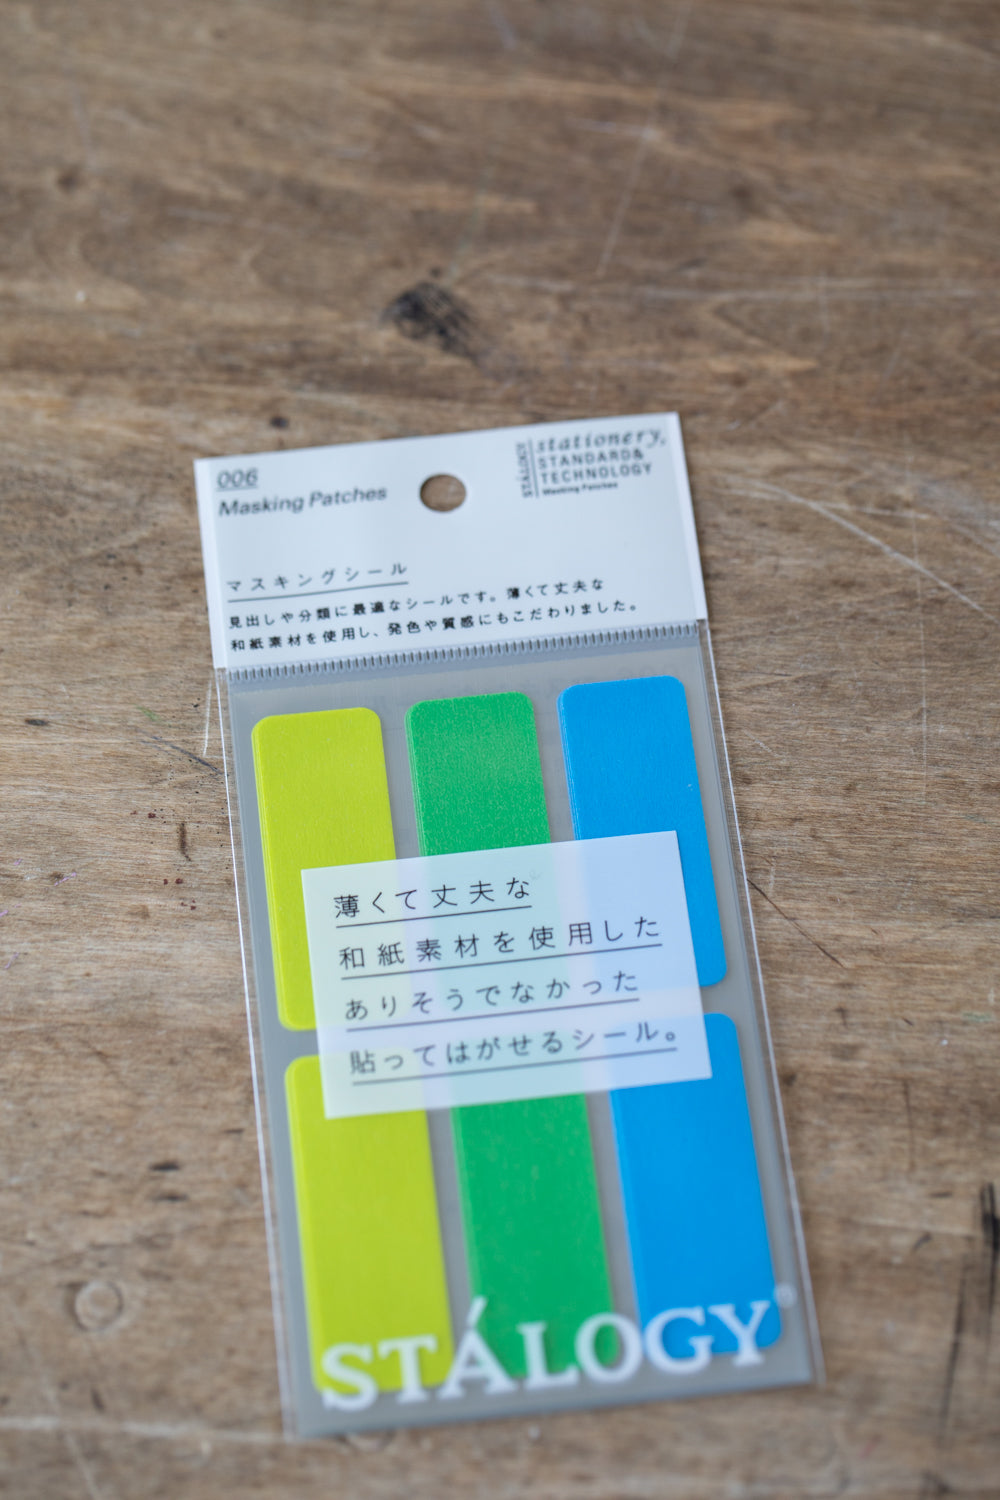 006
Masking Patches
STÁLOGY
stationery,
STANDARD&
TECHNOLOGY
Masking Patches
マスキングシール
見出しや分類に最適なシールです。薄くて丈夫な
和紙素材を使用し、発色や質感にもこだわりました。
薄くて丈夫な
和紙素材を使用した
ありそうでなかった
貼ってはがせるシール。
STÁLOGY®